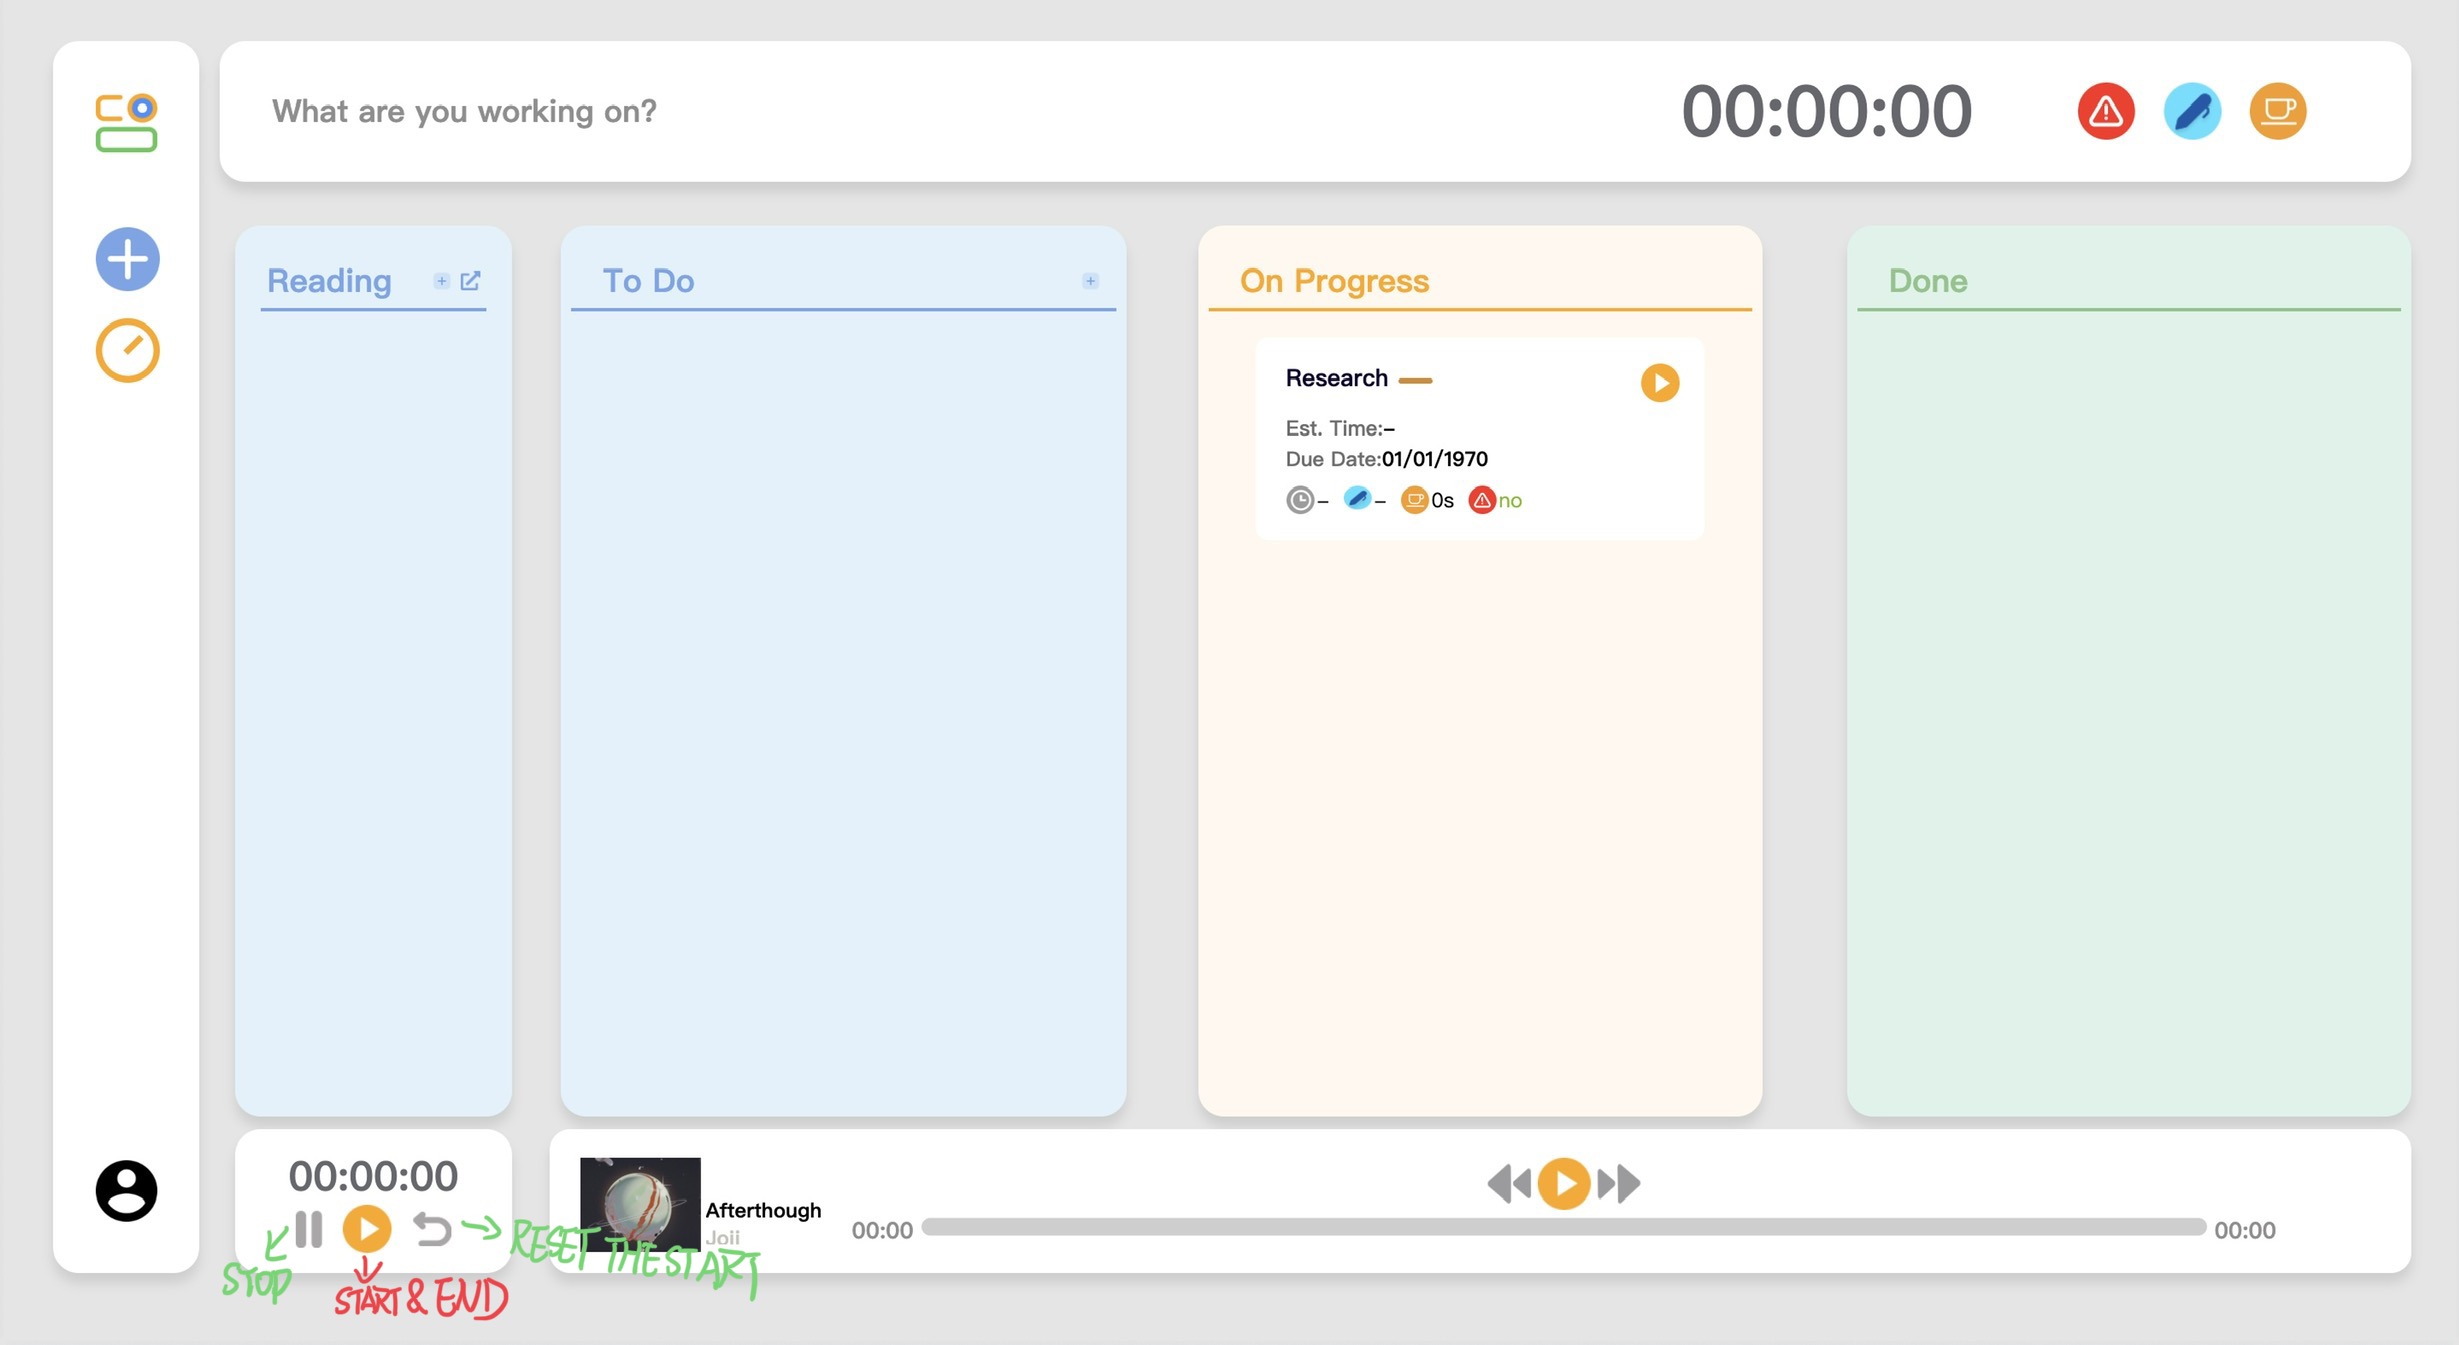 What are you working on?
00:00:00
Reading
To Do
On Progress
Done
Research
Est. Time:–
Due Date:01/01/1970
– – 0s no
00:00:00
STOP
START & END
RESET THE START
Afterthough
Joji
00:00
00:00